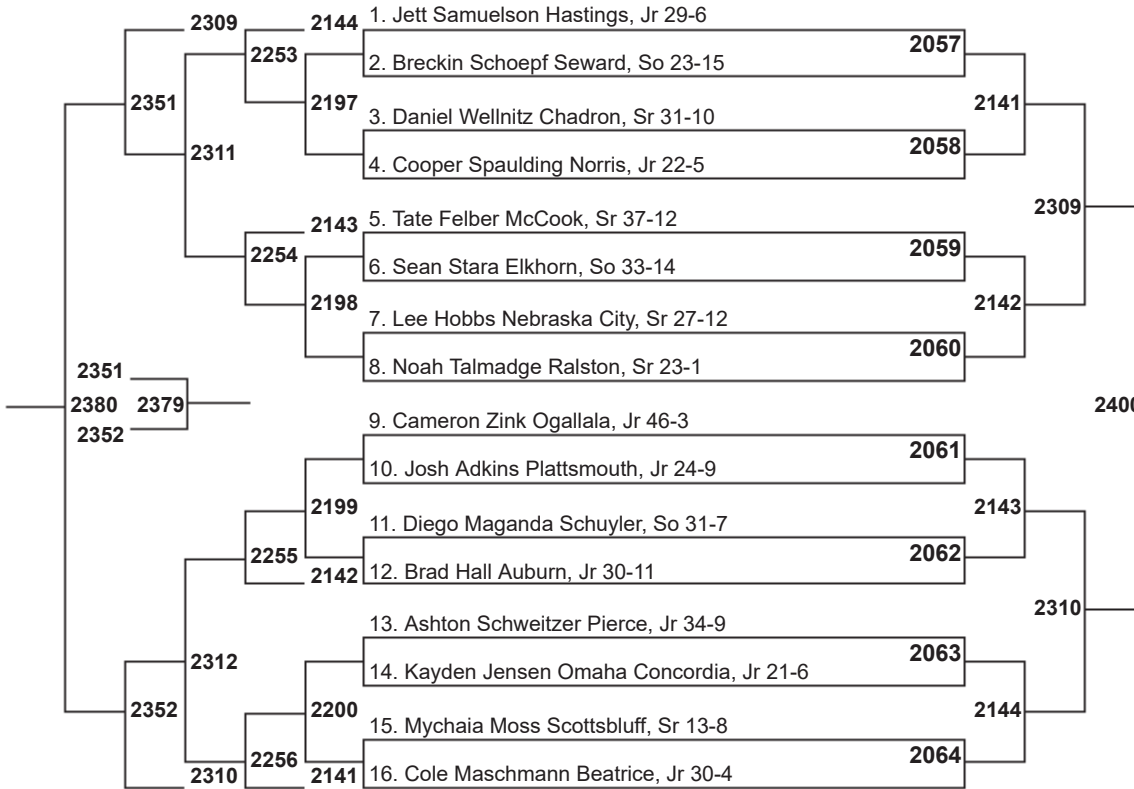 2309 2144 1. Jett Samuelson Hastings, Jr 29-6
2057
2253
2. Breckin Schoepf Seward, So 23-15
2351 2197 2141
3. Daniel Wellnitz Chadron, Sr 31-10
2311 2058
4. Cooper Spaulding Norris, Jr 22-5
2309
2143 5. Tate Felber McCook, Sr 37-12
2254 2059
6. Sean Stara Elkhorn, So 33-14
2198 2142
7. Lee Hobbs Nebraska City, Sr 27-12
2060
2351 8. Noah Talmadge Ralston, Sr 23-1
2380 2379 2400
2352 9. Cameron Zink Ogallala, Jr 46-3
2061
10. Josh Adkins Plattsmouth, Jr 24-9
2199 2143
11. Diego Maganda Schuyler, So 31-7
2255 2062
2142 12. Brad Hall Auburn, Jr 30-11
2310
13. Ashton Schweitzer Pierce, Jr 34-9
2312 2063
14. Kayden Jensen Omaha Concordia, Jr 21-6
2352 2200 2144
15. Mychaia Moss Scottsbluff, Sr 13-8
2256 2064
2310 2141 16. Cole Maschmann Beatrice, Jr 30-4